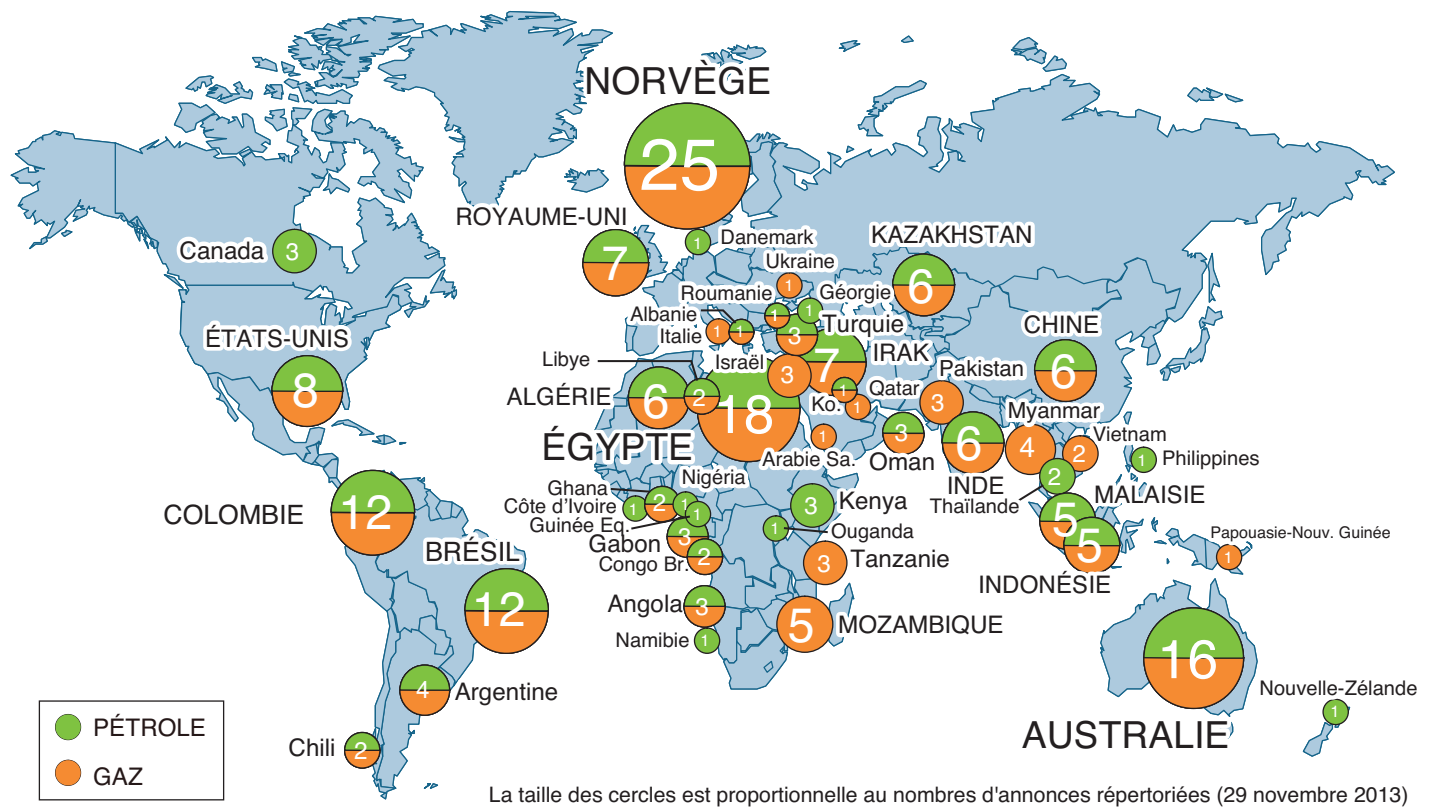 NORVÈGE
25
ROYAUME-UNI
7
1 Danemark
Canada 3
KAZAKHSTAN
6
Ukraine
1
Roumanie
1
Géorgie
1
Albanie
1
Italie 1
3 Turquie
ÉTATS-UNIS
8
CHINE
6
Libye
2
Israël
3
7 IRAK
Pakistan
3
ALGÉRIE 6
18
ÉGYPTE
Ko. 1
Qatar
1
Myanmar
4
1
Arabie Sa.
3
Oman
6
INDE
Vietnam
2
1 Philippines
2
Thaïlande
Nigéria
1
Ghana
2
Côte d'Ivoire 1
Guinée Eq. 1
Gabon 3
Congo Br. 2
3 Kenya
1 Ouganda
3 Tanzanie
MALAISIE
5
5
INDONÉSIE
Papouasie-Nouv. Guinée
1
COLOMBIE 12
BRÉSIL
12
Angola 3
Namibie 1
5 MOZAMBIQUE
16
AUSTRALIE
Nouvelle-Zélande
1
4 Argentine
Chili 2
PÉTROLE
GAZ
La taille des cercles est proportionnelle au nombres d'annonces répertoriées (29 novembre 2013)